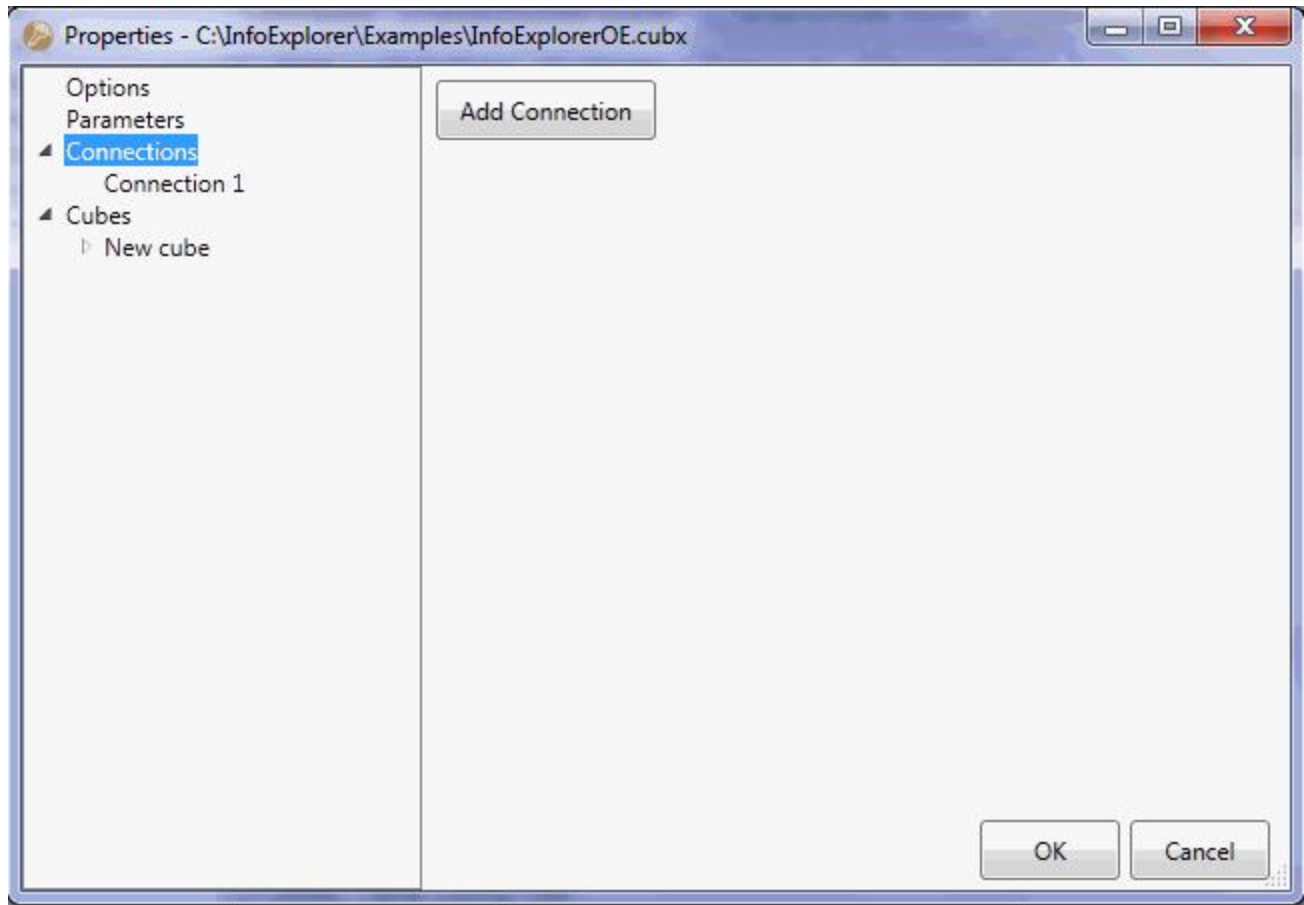 Properties - C:\InfoExplorer\Examples\InfoExplorerOE.cubx
Options
Parameters
Connections
Connection 1
Cubes
New cube
Add Connection
OK
Cancel